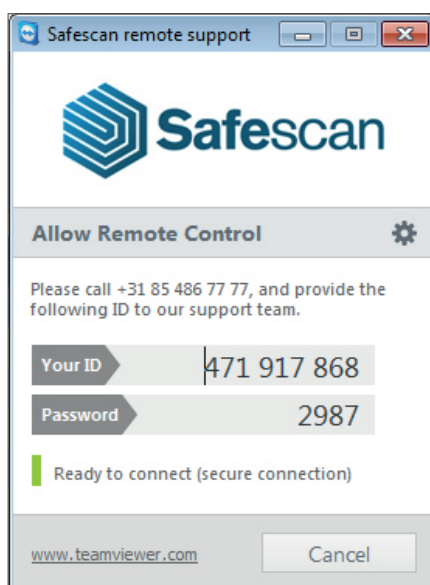 Safescan remote support
Safescan
Allow Remote Control
Please call +31 85 486 77 77, and provide the
following ID to our support team.
Your ID 471 917 868
Password 2987
Ready to connect (secure connection)
www.teamviewer.com Cancel